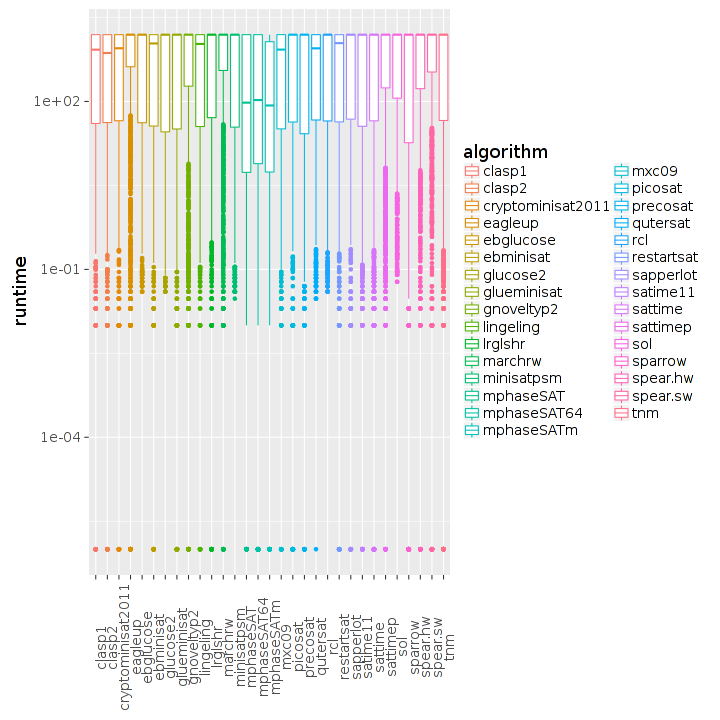 runtime
1e+02
1e-01
1e-04
clasp1
clasp2
cryptominisat2011
eagleup
ebglucose
ebminisat
glucose2
glueminisat
gnoveltyp2
lingeling
lrglshr
marchrw
minisatpsm
mphaseSAT
mphaseSAT64
mphaseSATm
mxc09
picosat
precosat
qutersat
rcl
restartsat
sapperlot
satime11
sattime
sattimep
sol
sparrow
spear.hw
spear.sw
tnm
algorithm
clasp1
clasp2
cryptominisat2011
eagleup
ebglucose
ebminisat
glucose2
glueminisat
gnoveltyp2
lingeling
lrglshr
marchrw
minisatpsm
mphaseSAT
mphaseSAT64
mphaseSATm
mxc09
picosat
precosat
qutersat
rcl
restartsat
sapperlot
satime11
sattime
sattimep
sol
sparrow
spear.hw
spear.sw
tnm